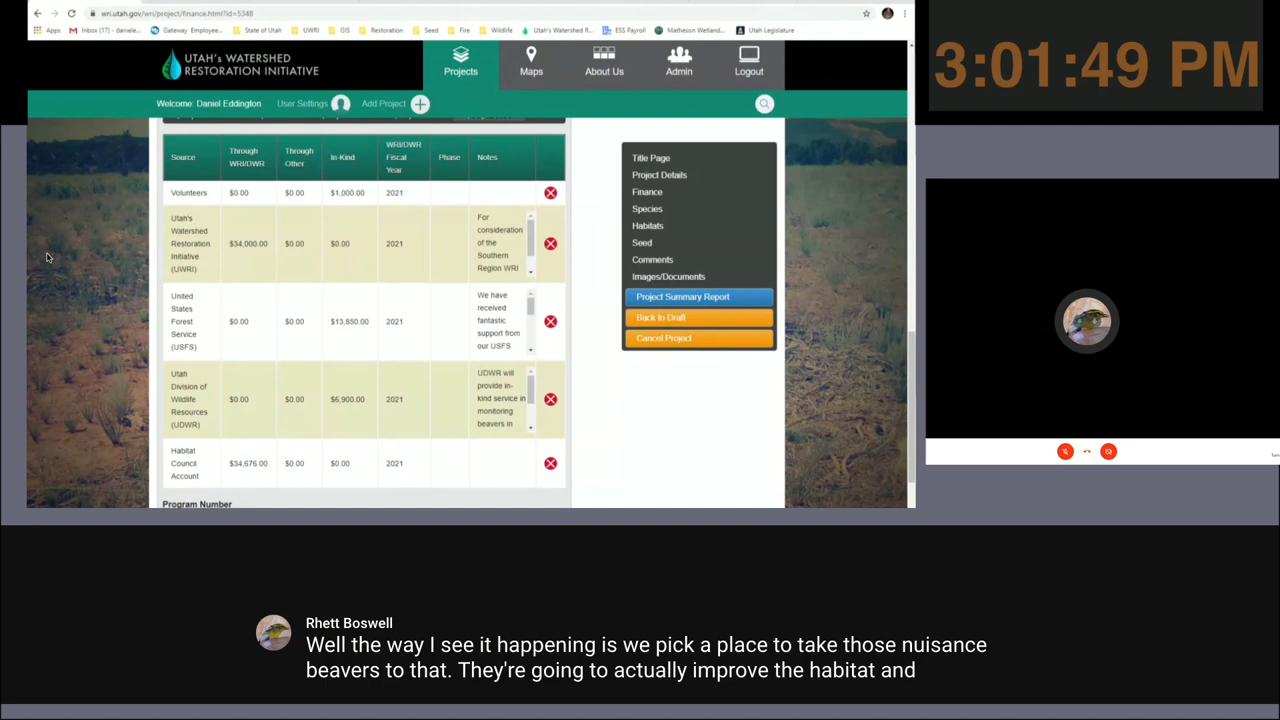 wri.utah.gov/wri/project/finance.html?id=5348
3:01:49 PM
Apps
Inbox (17) - daniele...
Gateway Employee...
State of Utah
UWRI
GIS
Restoration
Seed
Fire
Wildlife
Utah's Watershed R...
ESS Payroll
Matheson Wetland...
Utah Legislature
UTAH'S WATERSHED
RESTORATION INITIATIVE
Projects
Maps
About Us
Admin
Logout
Welcome: Daniel Eddington
User Settings
Add Project
Source
Through
WRI/DWR
Through
Other
In-Kind
WRI/DWR
Fiscal
Year
Phase
Notes
Volunteers
$0.00
$0.00
$1,000.00
2021
Utah's
Watershed
Restoration
Initiative
(UWRI)
$34,000.00
$0.00
$0.00
2021
For
consideration
of the
Southern
Region WRI
United
States
Forest
Service
(USFS)
$0.00
$0.00
$13,850.00
2021
We have
received
fantastic
support from
our USFS
Utah
Division of
Wildlife
Resources
(UDWR)
$0.00
$0.00
$6,900.00
2021
UDWR will
provide in-
kind service in
monitoring
beavers in
Habitat
Council
Account
$34,676.00
$0.00
$0.00
2021
Program Number
Title Page
Project Details
Finance
Species
Habitats
Seed
Comments
Images/Documents
Project Summary Report
Back to Draft
Cancel Project
Rhett Boswell
Well the way I see it happening is we pick a place to take those nuisance
beavers to that. They're going to actually improve the habitat and